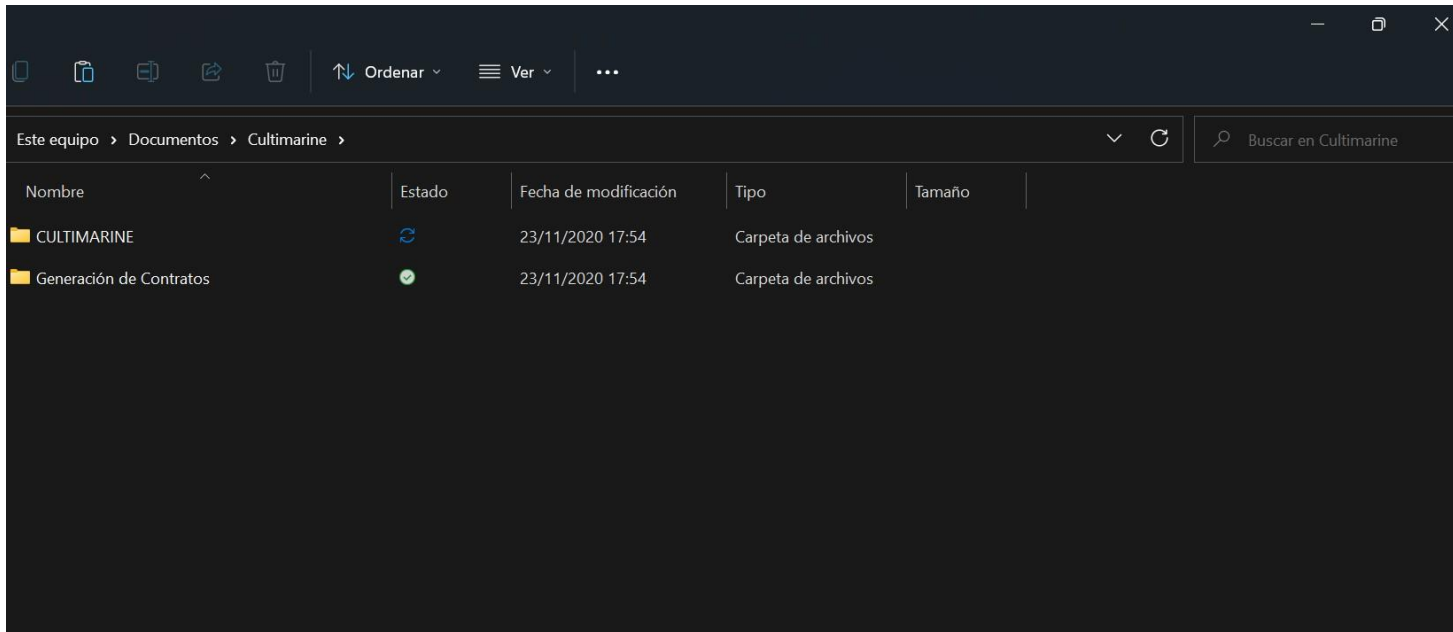 Ordenar Ver
Este equipo > Documentos > Cultimarine > Buscar en Cultimarine
Nombre Estado Fecha de modificación Tipo Tamaño
CULTIMARINE 23/11/2020 17:54 Carpeta de archivos
Generación de Contratos 23/11/2020 17:54 Carpeta de archivos